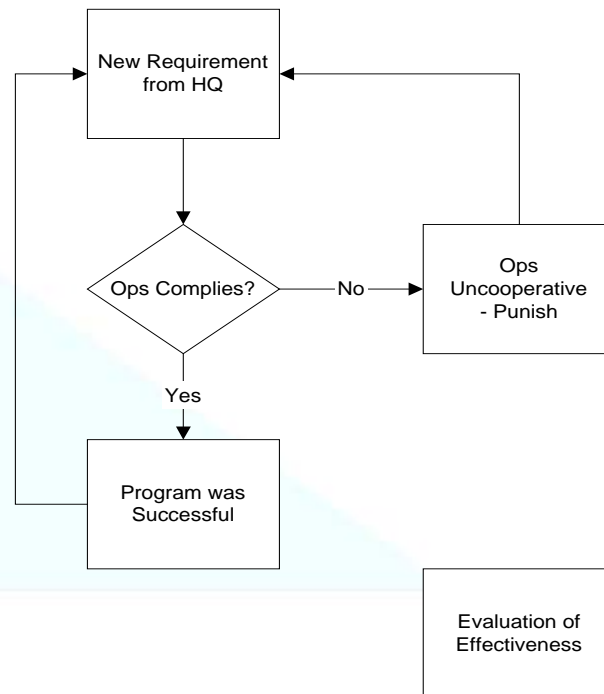 New Requirement
from HQ
Ops Complies?
No
Ops
Uncooperative
- Punish
Yes
Program was
Successful
Evaluation of
Effectiveness